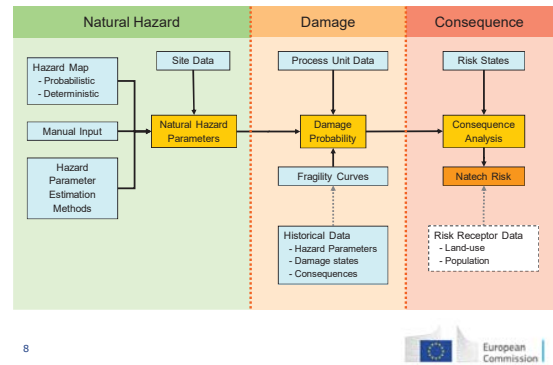 Natural Hazard
Damage
Consequence
Hazard Map
- Probabilistic
- Deterministic
Site Data
Process Unit Data
Risk States
Manual Input
Natural Hazard
Parameters
Damage
Probability
Consequence
Analysis
Hazard
Parameter
Estimation
Methods
Fragility Curves
Natech Risk
Historical Data
- Hazard Parameters
- Damage states
- Consequences
Risk Receptor Data
- Land-use
- Population
8
European
Commission